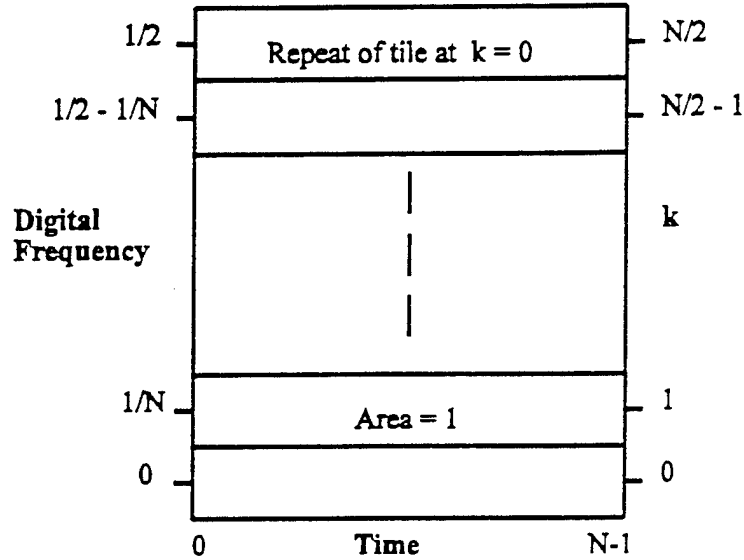 1/2
Repeat of tile at k = 0
N/2
1/2 - 1/N
N/2 - 1
Digital
Frequency
k
1/N
Area = 1
1
0
0
0
Time
N-1